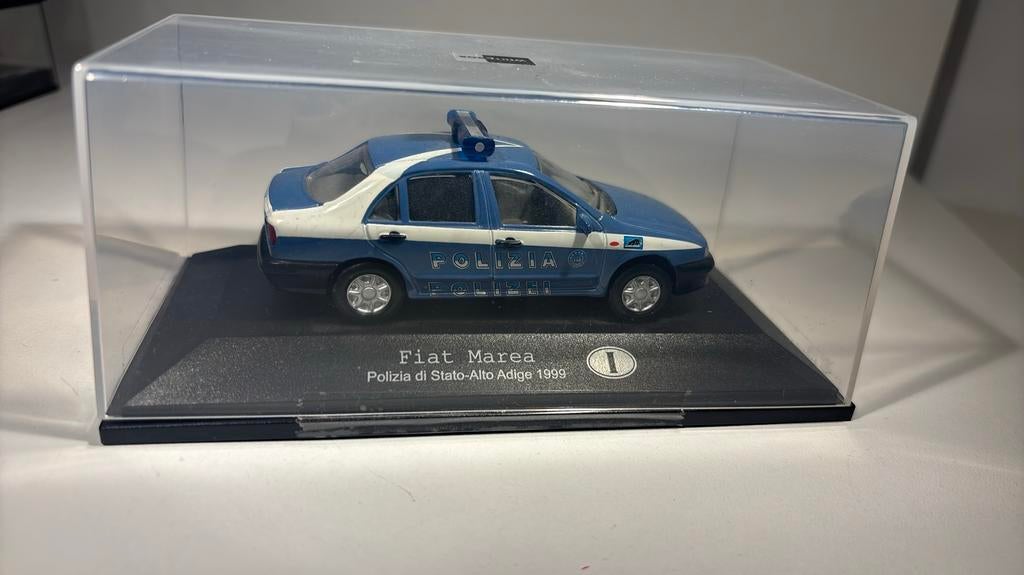 POLIZIA
POLIZEI
Fiat Marea
I
Polizia di Stato-Alto Adige 1999